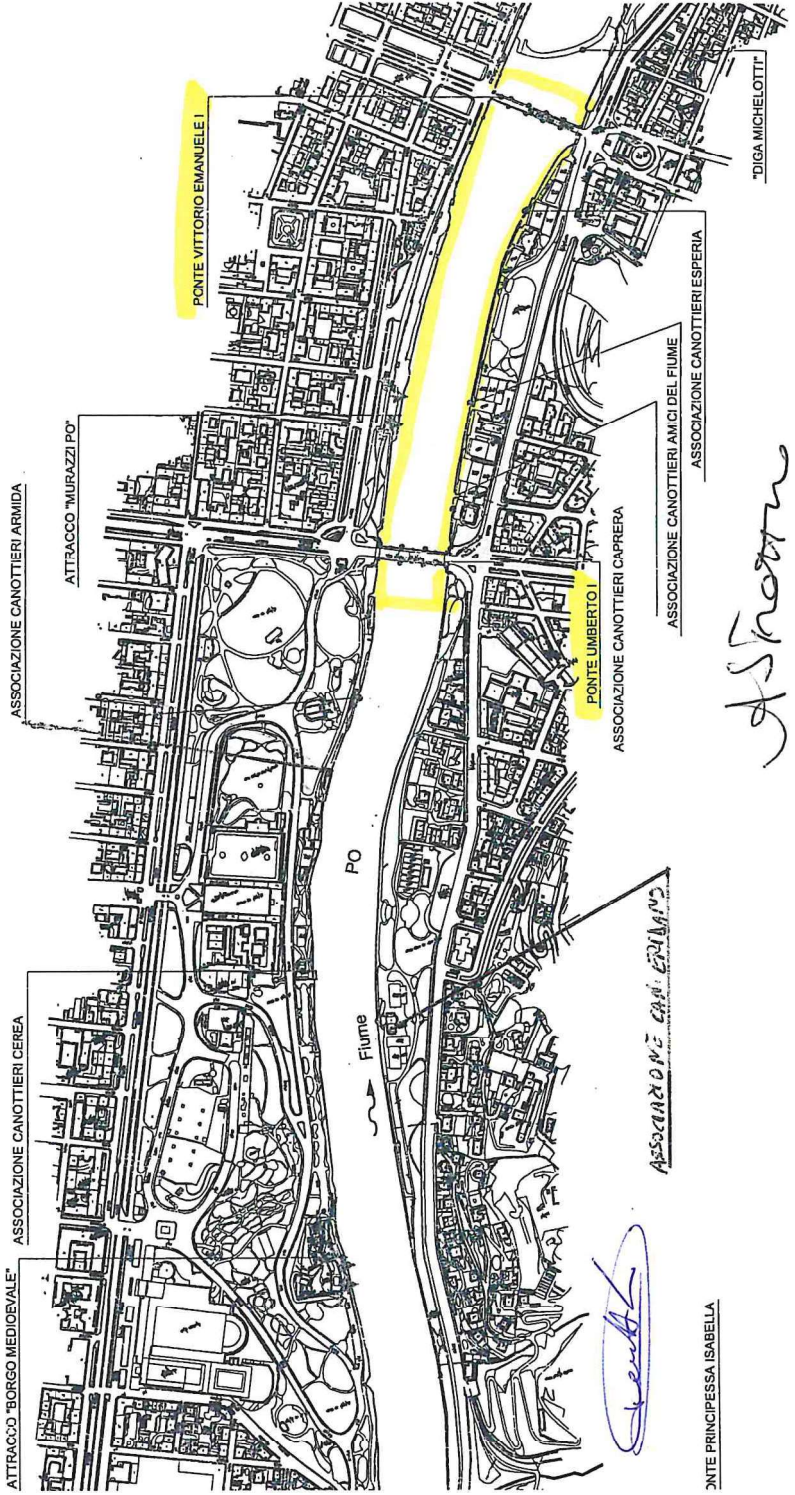 PONTE VITTORIO EMANUELE I
ATTRACCO "MURAZZI PO"
ASSOCIAZIONE CANOTTIERI ARMIDA
ASSOCIAZIONE CANOTTIERI CEREA
ATTRACCO "BORGO MEDIOEVALE"
Fiume
PO
"DIGA MICHELOTTI"
ASSOCIAZIONE CANOTTIERI ESPERIA
ASSOCIAZIONE CANOTTIERI AMICI DEL FIUME
PONTE UMBERTO I
ASSOCIAZIONE CANOTTIERI CAPRERA
ASSOCIAZIONE CAN. ERIDANO
ONTE PRINCIPESSA ISABELLA